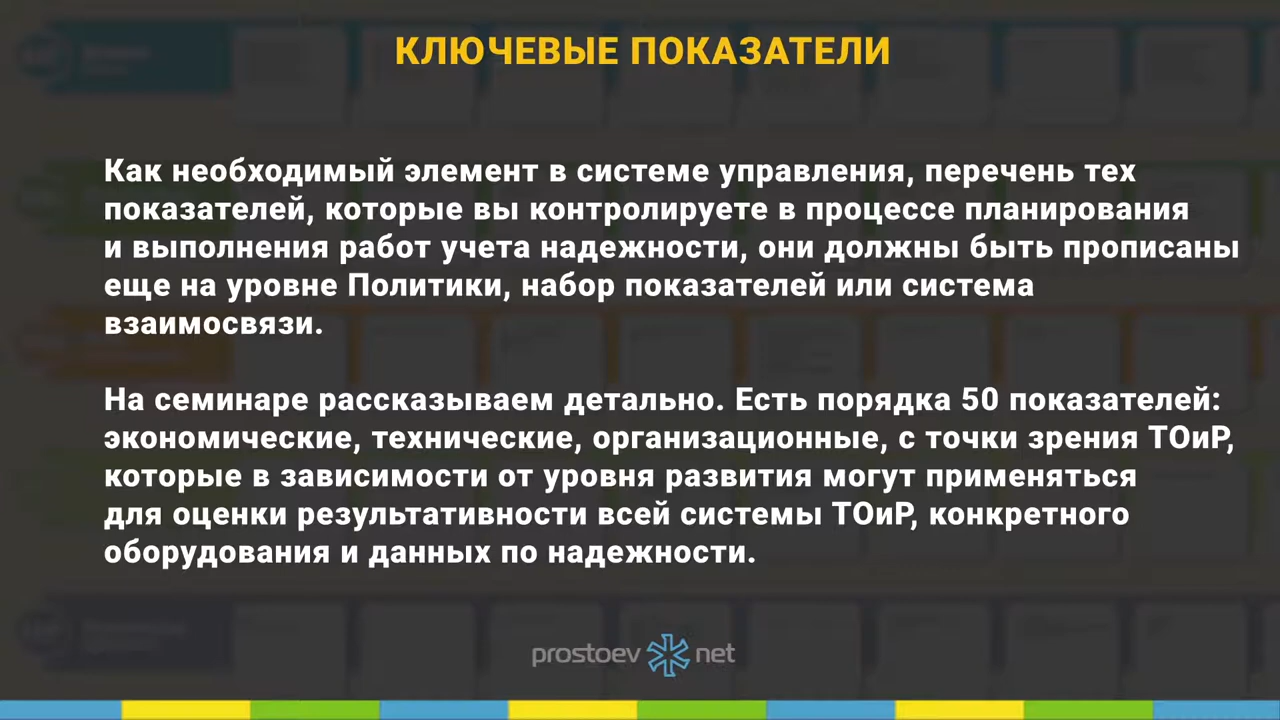 КЛЮЧЕВЫЕ ПОКАЗАТЕЛИ
Как необходимый элемент в системе управления, перечень тех
показателей, которые вы контролируете в процессе планирования
и выполнения работ учета надежности, они должны быть прописаны
еще на уровне Политики, набор показателей или система
взаимосвязи.
На семинаре рассказываем детально. Есть порядка 50 показателей:
экономические, технические, организационные, с точки зрения ТОиР,
которые в зависимости от уровня развития могут применяться
для оценки результативности всей системы ТОиР, конкретного
оборудования и данных по надежности.
prostoev net